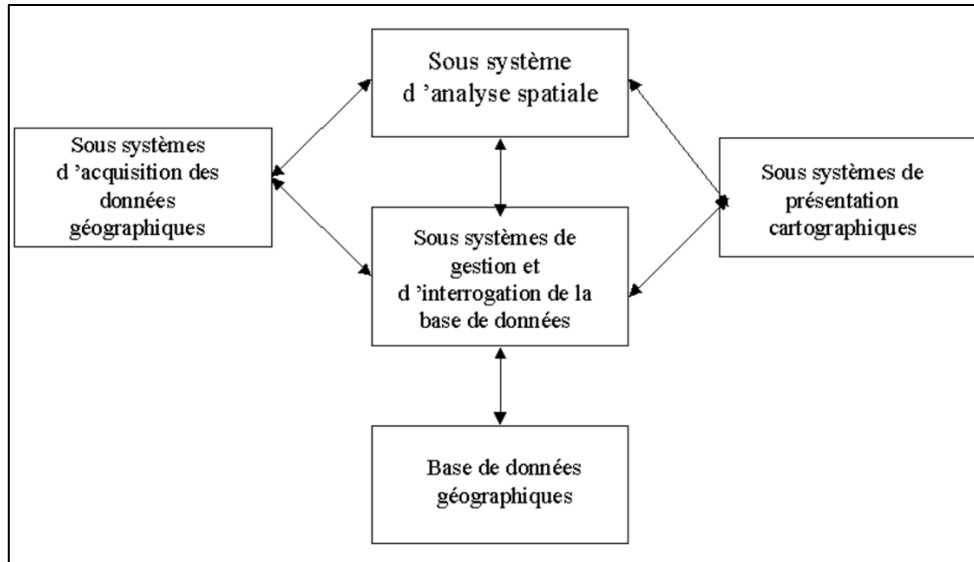 Sous système
d ’analyse spatiale
Sous systèmes
d ’acquisition des
données
géographiques
Sous systèmes de
présentation
cartographiques
Sous systèmes de
gestion et
d ’interrogation de la
base de données
Base de données
géographiques